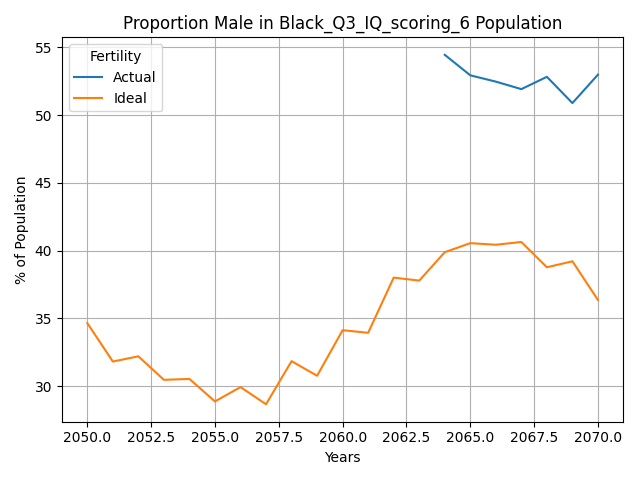 Proportion Male in Black_Q3_IQ_scoring_6 Population
Fertility
Actual
Ideal
% of Population
55
50
45
40
35
30
2050.0 2052.5 2055.0 2057.5 2060.0 2062.5 2065.0 2067.5 2070.0
Years